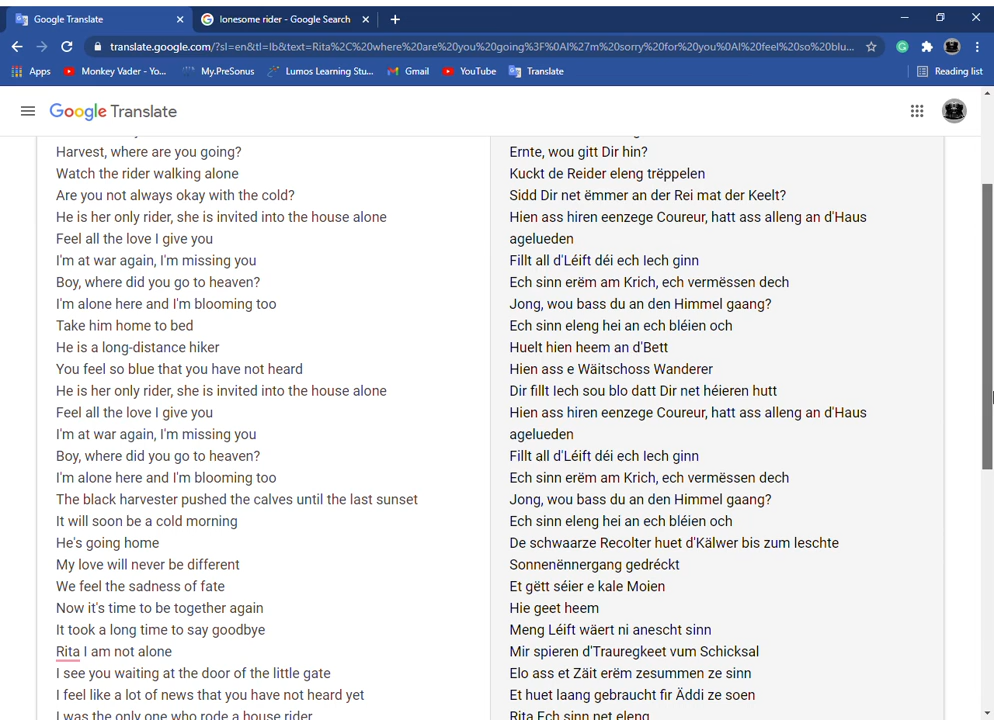 Google Translate
lonesome rider - Google Search
translate.google.com/?sl=en&tl=lb&text=Rita%2C%20where%20are%20you%20going%3F%0AI%27m%20sorry%20for%20you%0AI%20feel%20so%20blu...
Apps
Monkey Vader - Yo...
My.PreSonus
Lumos Learning Stu...
Gmail
YouTube
Translate
Reading list
Google Translate
Harvest, where are you going?
Watch the rider walking alone
Are you not always okay with the cold?
He is her only rider, she is invited into the house alone
Feel all the love I give you
I'm at war again, I'm missing you
Boy, where did you go to heaven?
I'm alone here and I'm blooming too
Take him home to bed
He is a long-distance hiker
You feel so blue that you have not heard
He is her only rider, she is invited into the house alone
Feel all the love I give you
I'm at war again, I'm missing you
Boy, where did you go to heaven?
I'm alone here and I'm blooming too
The black harvester pushed the calves until the last sunset
It will soon be a cold morning
He's going home
My love will never be different
We feel the sadness of fate
Now it's time to be together again
It took a long time to say goodbye
Rita I am not alone
I see you waiting at the door of the little gate
I feel like a lot of news that you have not heard yet
I was the only one who rode a house rider
Ernte, wou gitt Dir hin?
Kuckt de Reider eleng trëppelen
Sidd Dir net ëmmer an der Rei mat der Keelt?
Hien ass hiren eenzege Coureur, hatt ass alleng an d'Haus
agelueden
Fillt all d'Léift déi ech Iech ginn
Ech sinn erëm am Krich, ech vermëssen dech
Jong, wou bass du an den Himmel gaang?
Ech sinn eleng hei an ech bléien och
Huelt hien heem an d'Bett
Hien ass e Wäitschoss Wanderer
Dir fillt Iech sou blo datt Dir net héieren hutt
Hien ass hiren eenzege Coureur, hatt ass alleng an d'Haus
agelueden
Fillt all d'Léift déi ech Iech ginn
Ech sinn erëm am Krich, ech vermëssen dech
Jong, wou bass du an den Himmel gaang?
Ech sinn eleng hei an ech bléien och
De schwaarze Recolter huet d'Kälwer bis zum leschte
Sonnenënnergang gedréckt
Et gëtt séier e kale Moien
Hie geet heem
Meng Léift wäert ni anescht sinn
Mir spieren d'Trauregkeet vum Schicksal
Elo ass et Zäit erëm zesummen ze sinn
Et huet laang gebraucht fir Äddi ze soen
Rita Ech sinn net eleng